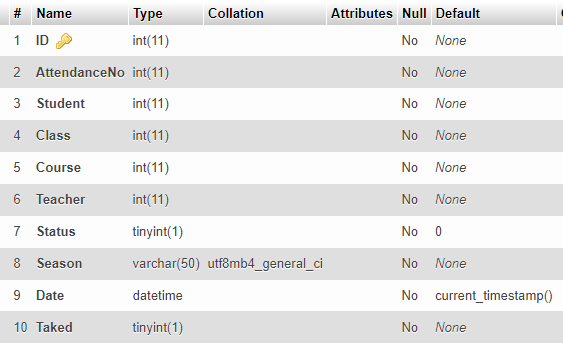 # Name Type Collation Attributes Null Default
1 ID int(11) No None
2 AttendanceNo int(11) No None
3 Student int(11) No None
4 Class int(11) No None
5 Course int(11) No None
6 Teacher int(11) No None
7 Status tinyint(1) No 0
8 Season varchar(50) utf8mb4_general_ci No None
9 Date datetime No current_timestamp()
10 Taked tinyint(1) No None